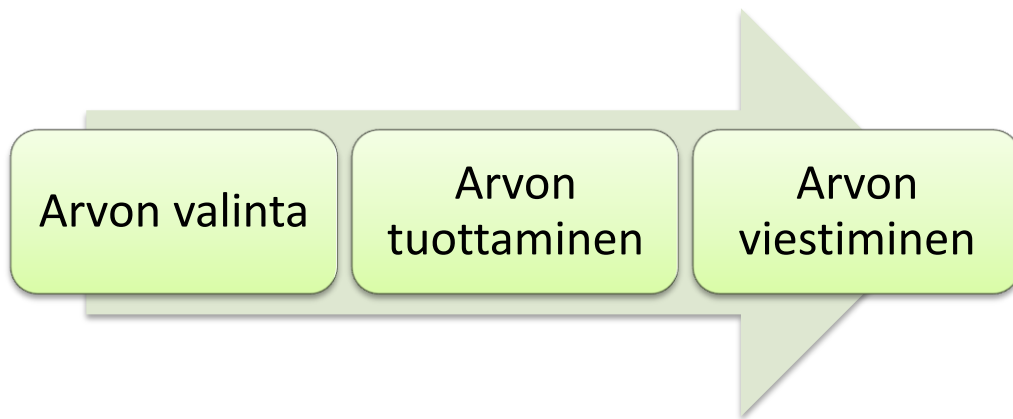 Arvon valinta
Arvon
tuottaminen
Arvon
viestiminen